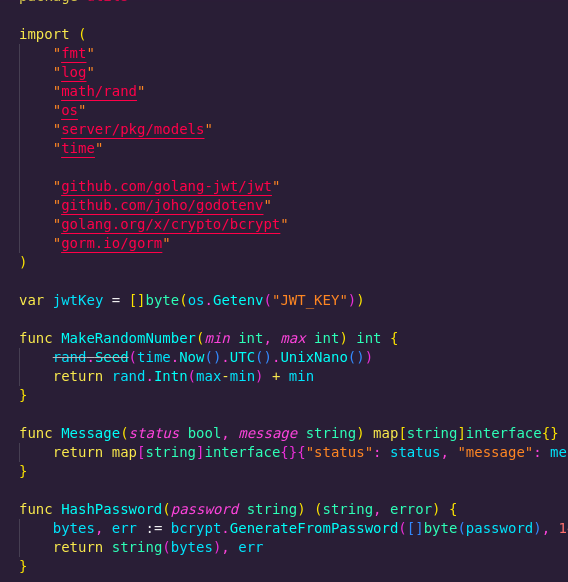 import (
"fmt"
"log"
"math/rand"
"os"
"server/pkg/models"
"time"
"github.com/golang-jwt/jwt"
"github.com/joho/godotenv"
"golang.org/x/crypto/bcrypt"
"gorm.io/gorm"
)
var jwtKey = []byte(os.Getenv("JWT_KEY"))
func MakeRandomNumber(min int, max int) int {
rand.Seed(time.Now().UTC().UnixNano())
return rand.Intn(max-min) + min
}
func Message(status bool, message string) map[string]interface{}
return map[string]interface{}{"status": status, "message": me
}
func HashPassword(password string) (string, error) {
bytes, err := bcrypt.GenerateFromPassword([]byte(password), 1
return string(bytes), err
}